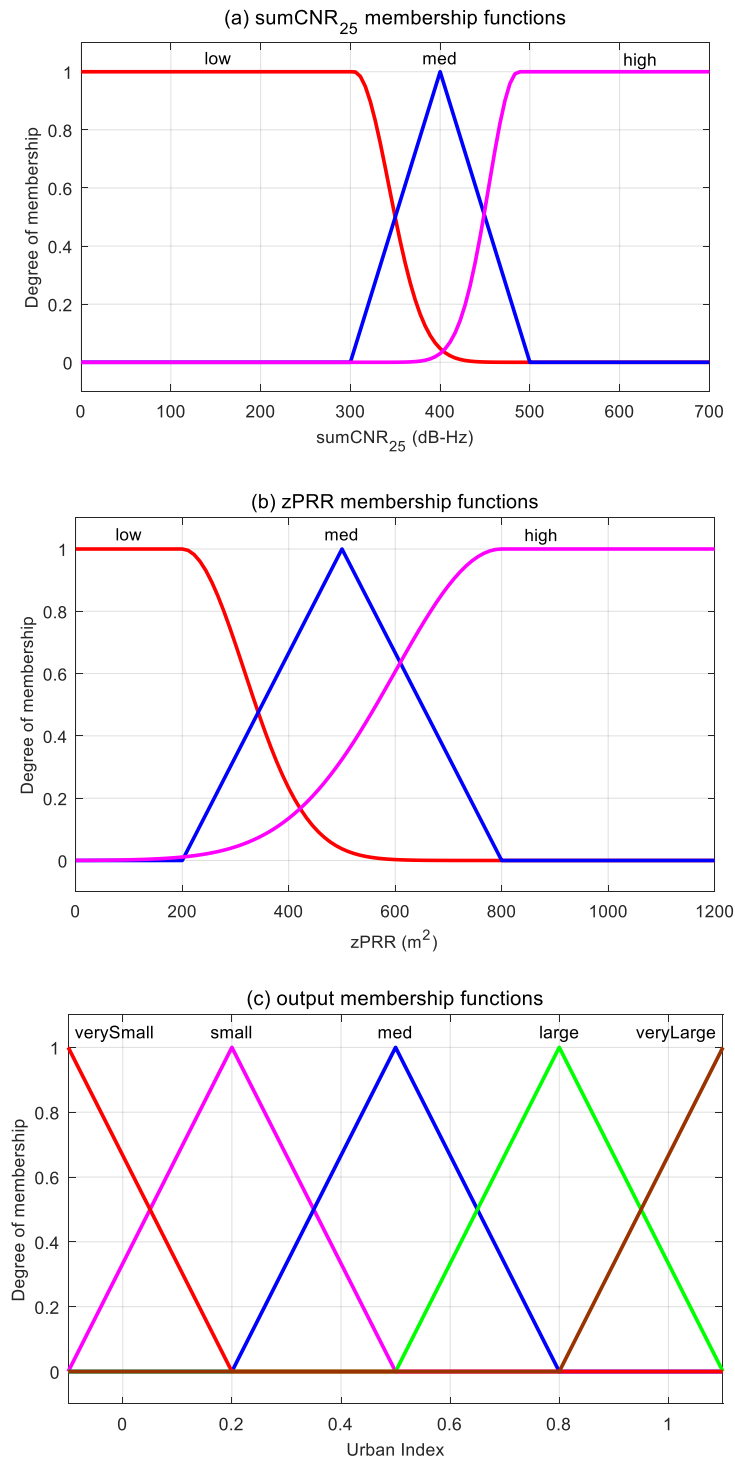 (a) sumCNR25 membership functions
low med high
1
0.8
0.6
0.4
0.2
0
Degree of membership
0 100 200 300 400 500 600 700
sumCNR25 (dB-Hz)
(b) zPRR membership functions
low med high
1
0.8
0.6
0.4
0.2
0
Degree of membership
0 200 400 600 800 1000 1200
zPRR (m2)
(c) output membership functions
verySmall small med large veryLarge
1
0.8
0.6
0.4
0.2
0
Degree of membership
0 0.2 0.4 0.6 0.8 1
Urban Index